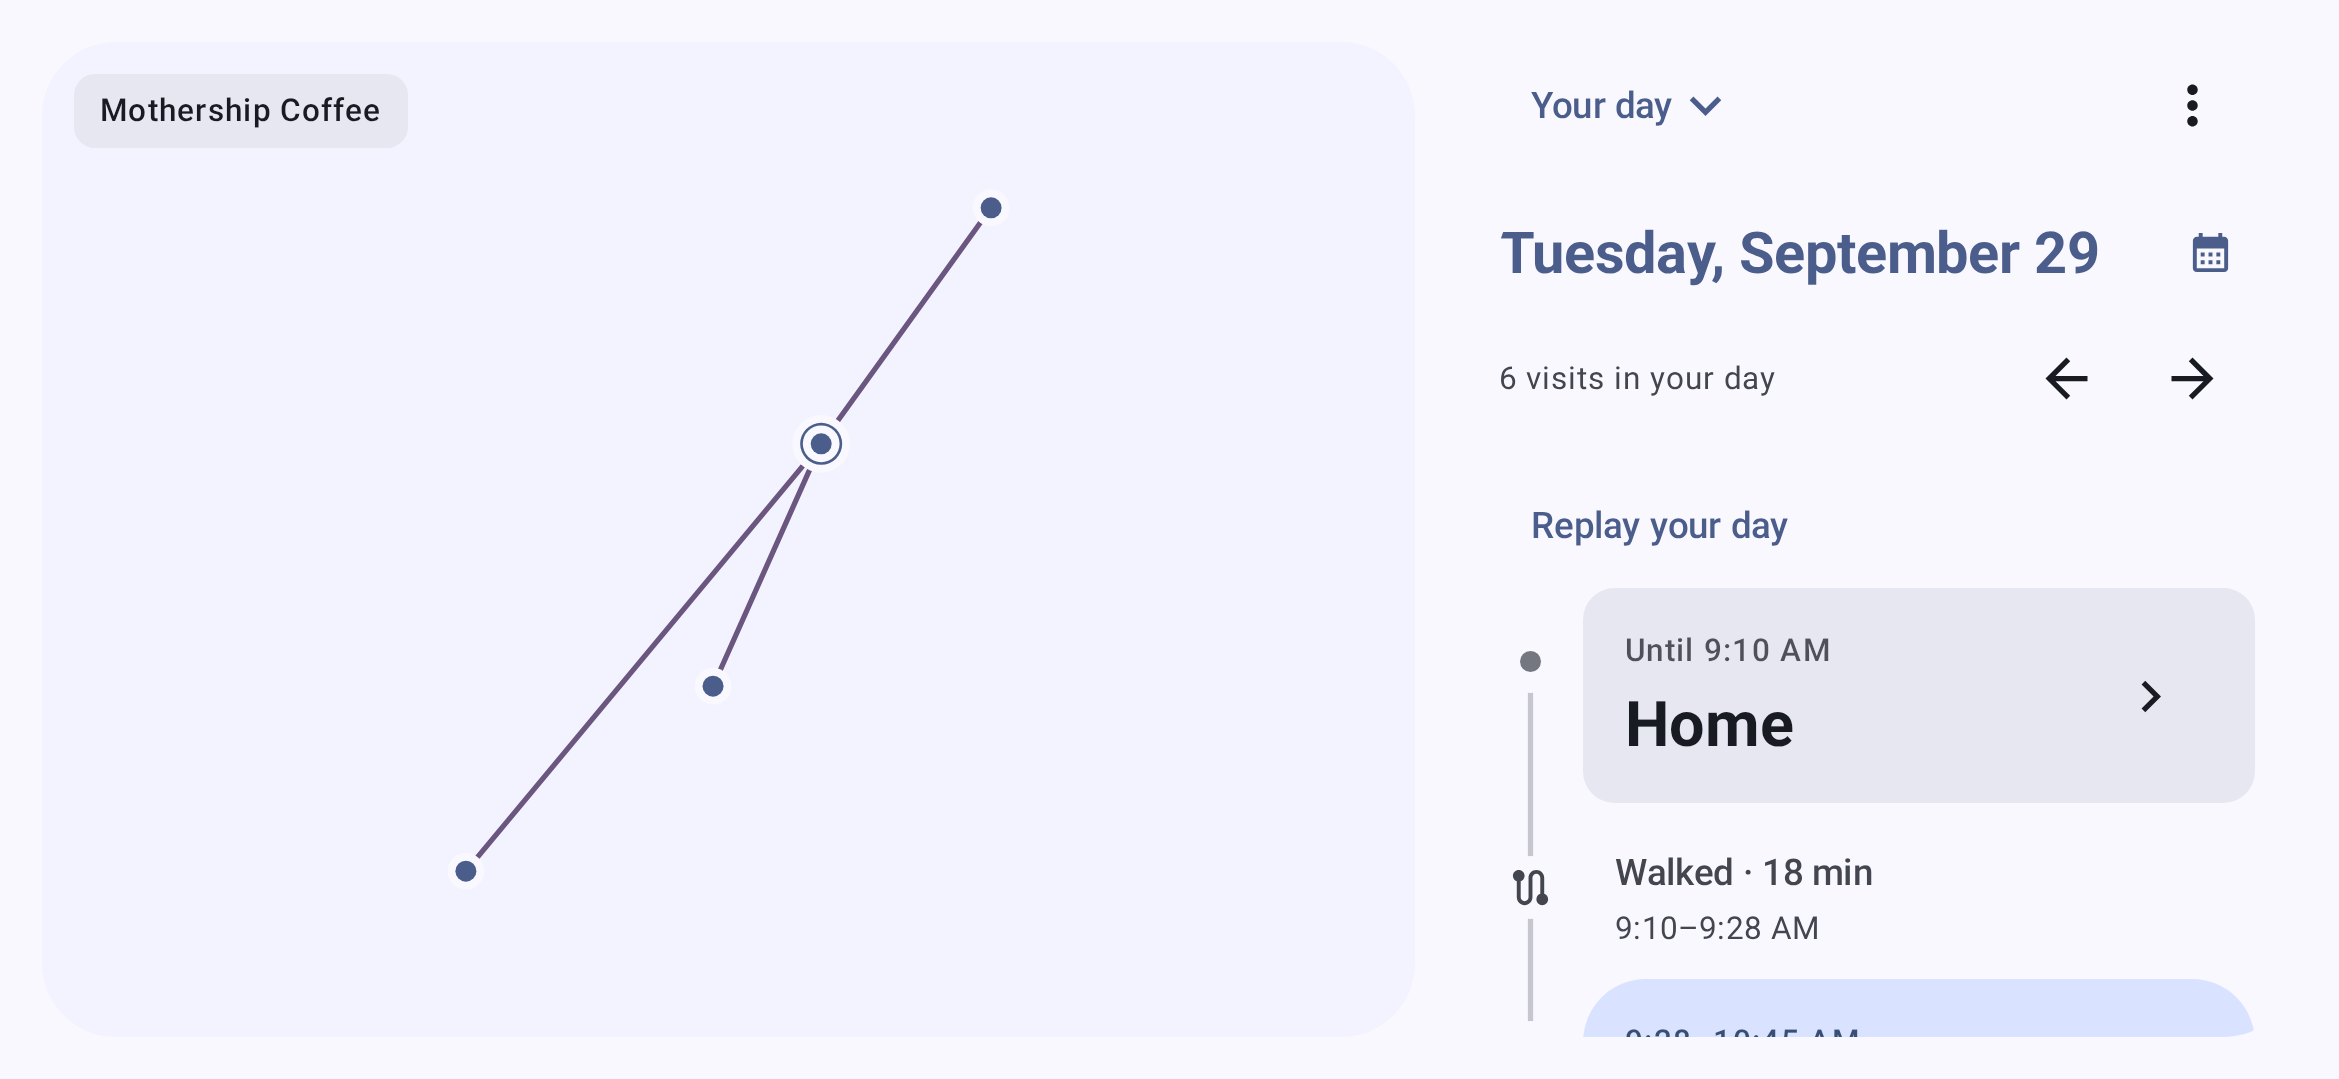 Mothership Coffee
Your day
Tuesday, September 29
6 visits in your day
Replay your day
Until 9:10 AM
Home
Walked · 18 min
9:10–9:28 AM